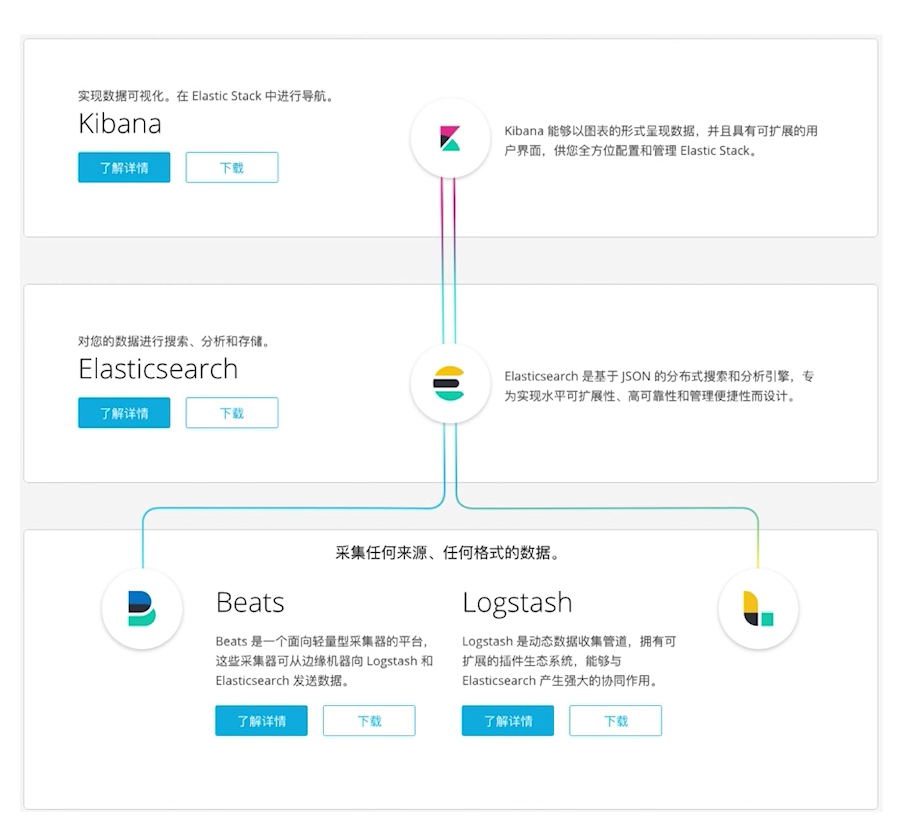 实现数据可视化。在 Elastic Stack 中进行导航。
Kibana
了解详情
下载
Kibana 能够以图表的形式呈现数据，并且具有可扩展的用
户界面，供您全方位配置和管理 Elastic Stack。
对您的数据进行搜索、分析和存储。
Elasticsearch
了解详情
下载
Elasticsearch 是基于 JSON 的分布式搜索和分析引擎，专
为实现水平可扩展性、高可靠性和管理便捷性而设计。
采集任何来源、任何格式的数据。
Beats
Beats 是一个面向轻量型采集器的平台，
这些采集器可从边缘机器向 Logstash 和
Elasticsearch 发送数据。
了解详情
下载
Logstash
Logstash 是动态数据收集管道，拥有可
扩展的插件生态系统，能够与
Elasticsearch 产生强大的协同作用。
了解详情
下载